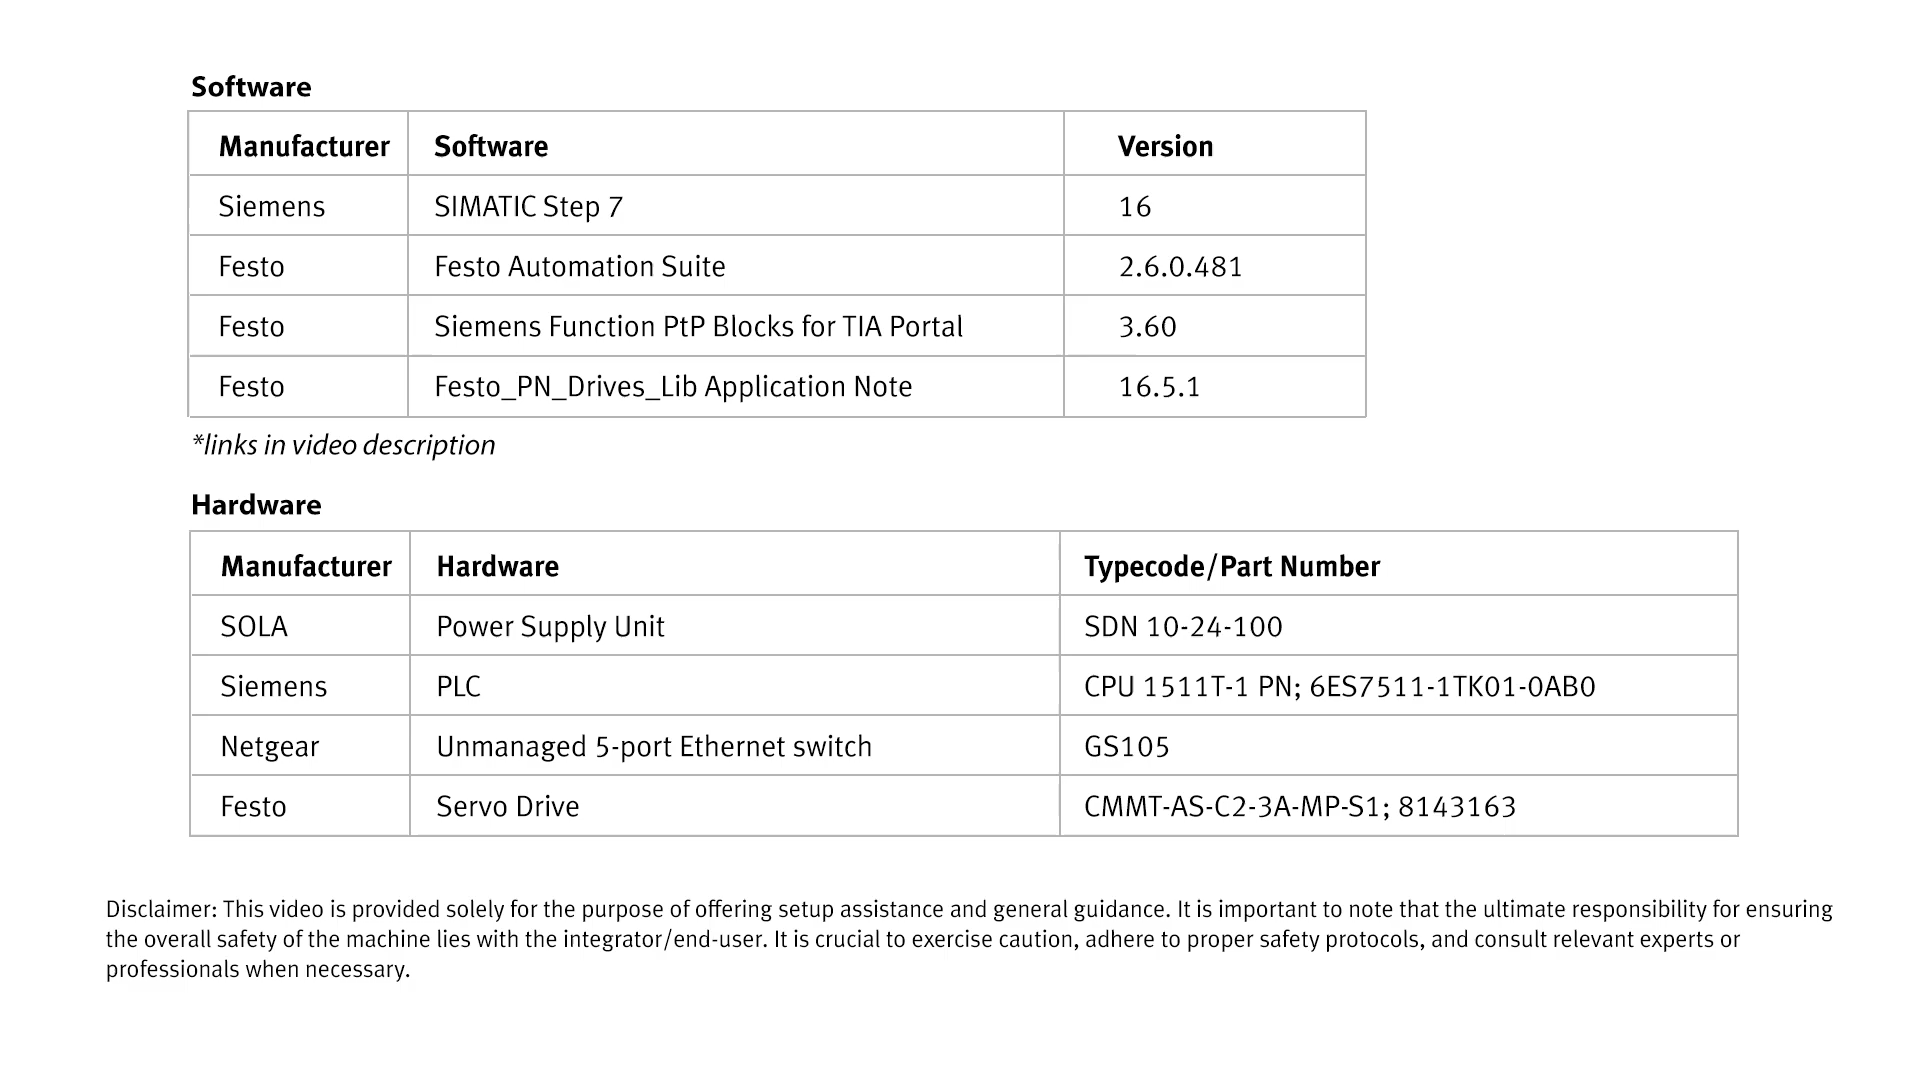 Software
Manufacturer Software Version
Siemens SIMATIC Step 7 16
Festo Festo Automation Suite 2.6.0.481
Festo Siemens Function PtP Blocks for TIA Portal 3.60
Festo Festo_PN_Drives_Lib Application Note 16.5.1
*links in video description
Hardware
Manufacturer Hardware Typecode/Part Number
SOLA Power Supply Unit SDN 10-24-100
Siemens PLC CPU 1511T-1 PN; 6ES7511-1TK01-0AB0
Netgear Unmanaged 5-port Ethernet switch GS105
Festo Servo Drive CMMT-AS-C2-3A-MP-S1; 8143163
Disclaimer: This video is provided solely for the purpose of offering setup assistance and general guidance. It is important to note that the ultimate responsibility for ensuring
the overall safety of the machine lies with the integrator/end-user. It is crucial to exercise caution, adhere to proper safety protocols, and consult relevant experts or
professionals when necessary.